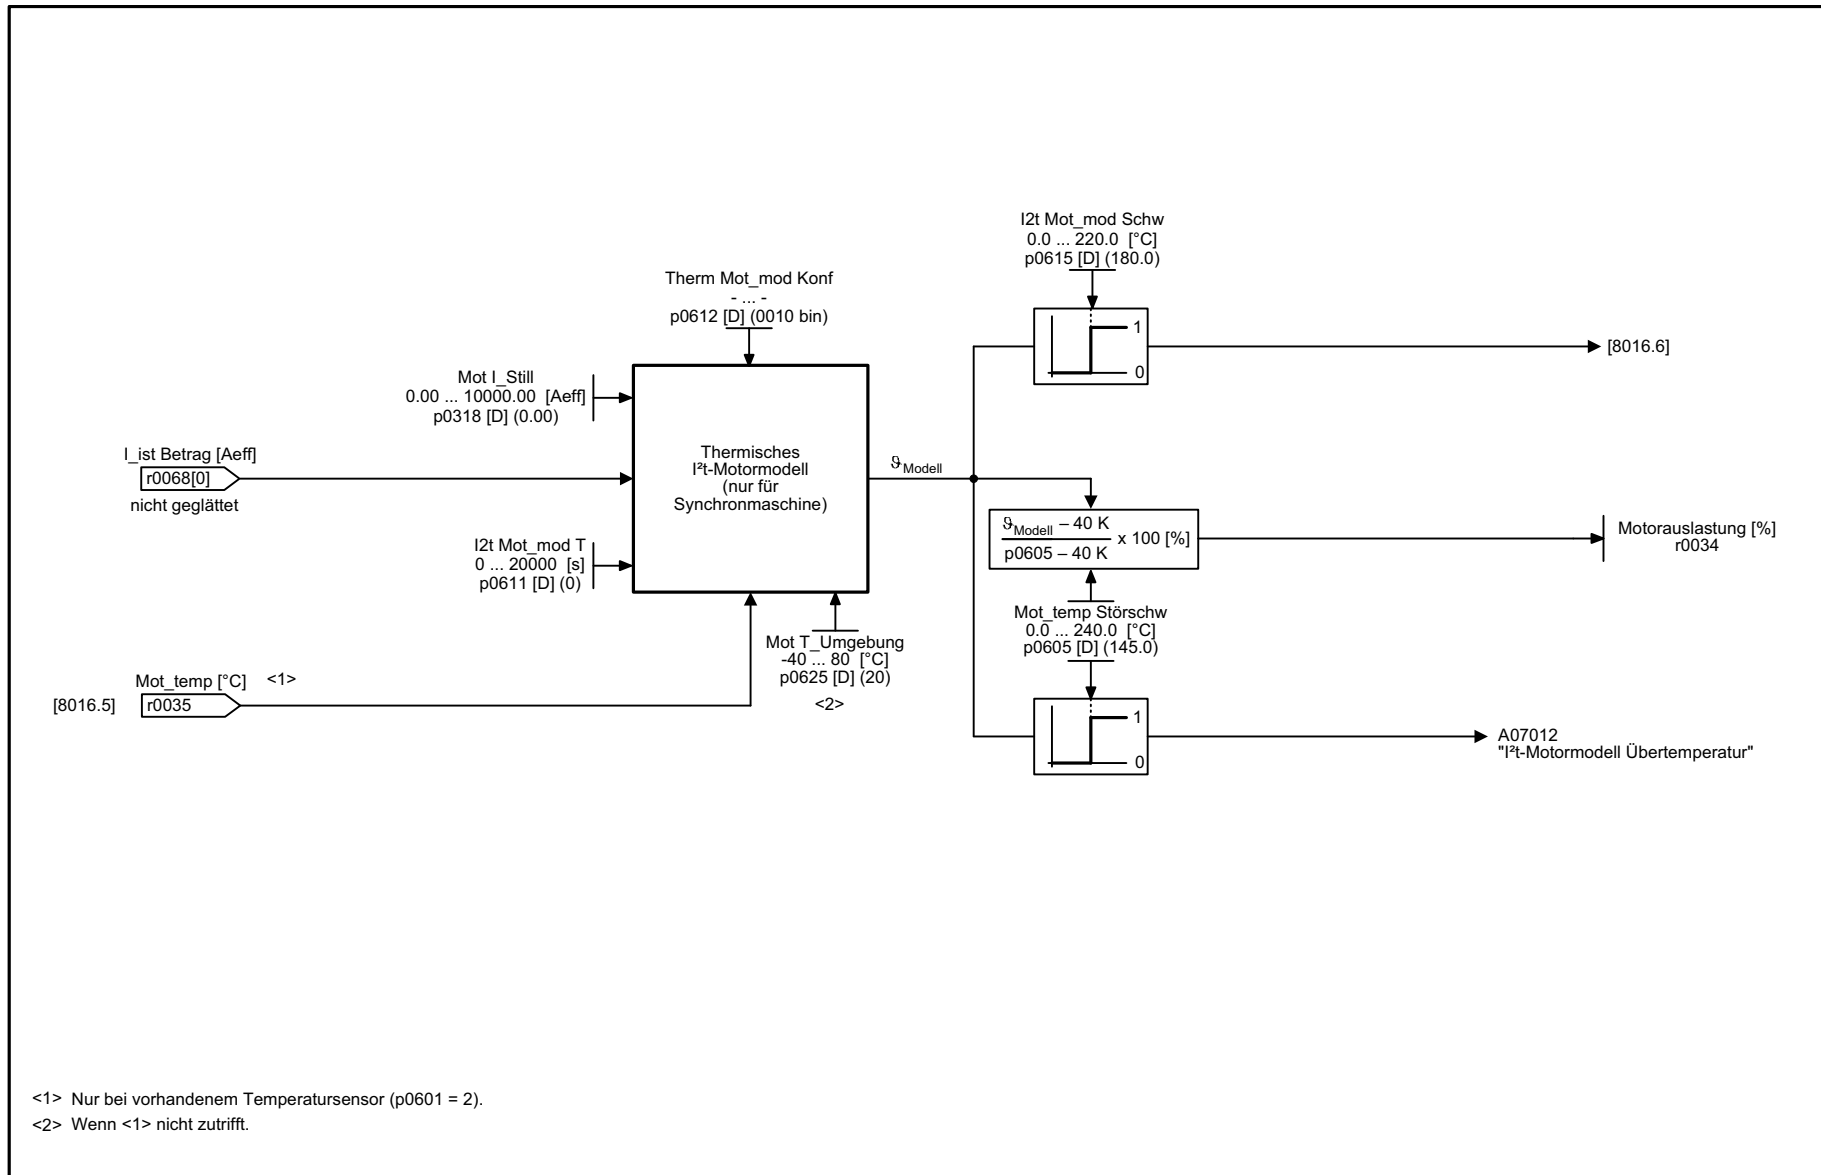 I2t Mot_mod Schw
0.0 ... 220.0 [°C]
p0615 [D] (180.0)
1
0
[8016.6]
Therm Mot_mod Konf
- ... -
p0612 [D] (0010 bin)
Mot I_Still
0.00 ... 10000.00 [Aeff]
p0318 [D] (0.00)
I_ist Betrag [Aeff]
r0068[0]
nicht geglättet
I2t Mot_mod T
0 ... 20000 [s]
p0611 [D] (0)
Thermisches
I²t-Motormodell
(nur für
Synchronmaschine)
ϑModell
ϑModell – 40 K
p0605 – 40 K
x 100 [%]
Motorauslastung [%]
r0034
Mot_temp Störschw
0.0 ... 240.0 [°C]
p0605 [D] (145.0)
1
0
A07012
"I²t-Motormodell Übertemperatur"
Mot T_Umgebung
-40 ... 80 [°C]
p0625 [D] (20)
<2>
Mot_temp [°C] <1>
[8016.5] r0035
<1> Nur bei vorhandenem Temperatursensor (p0601 = 2).
<2> Wenn <1> nicht zutrifft.